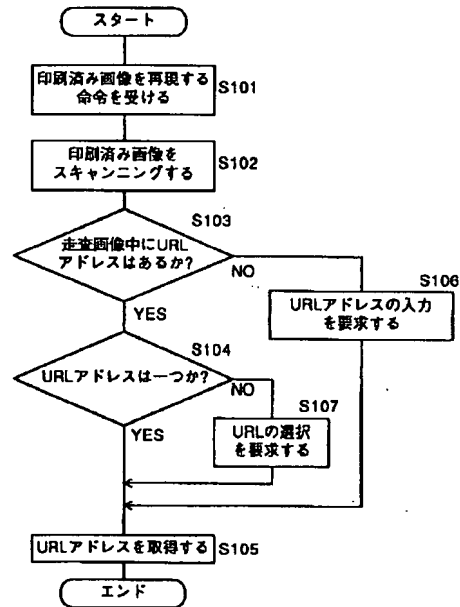 スタート
印刷済み画像を再現する
命令を受ける
S101
印刷済み画像を
スキャンニングする
S102
S103
走査画像中にURL
アドレスはあるか?
NO
YES
S106
URLアドレスの入力
を要求する
S104
URLアドレスは一つか?
NO
YES
S107
URLの選択
を要求する
URLアドレスを取得する
S105
エンド